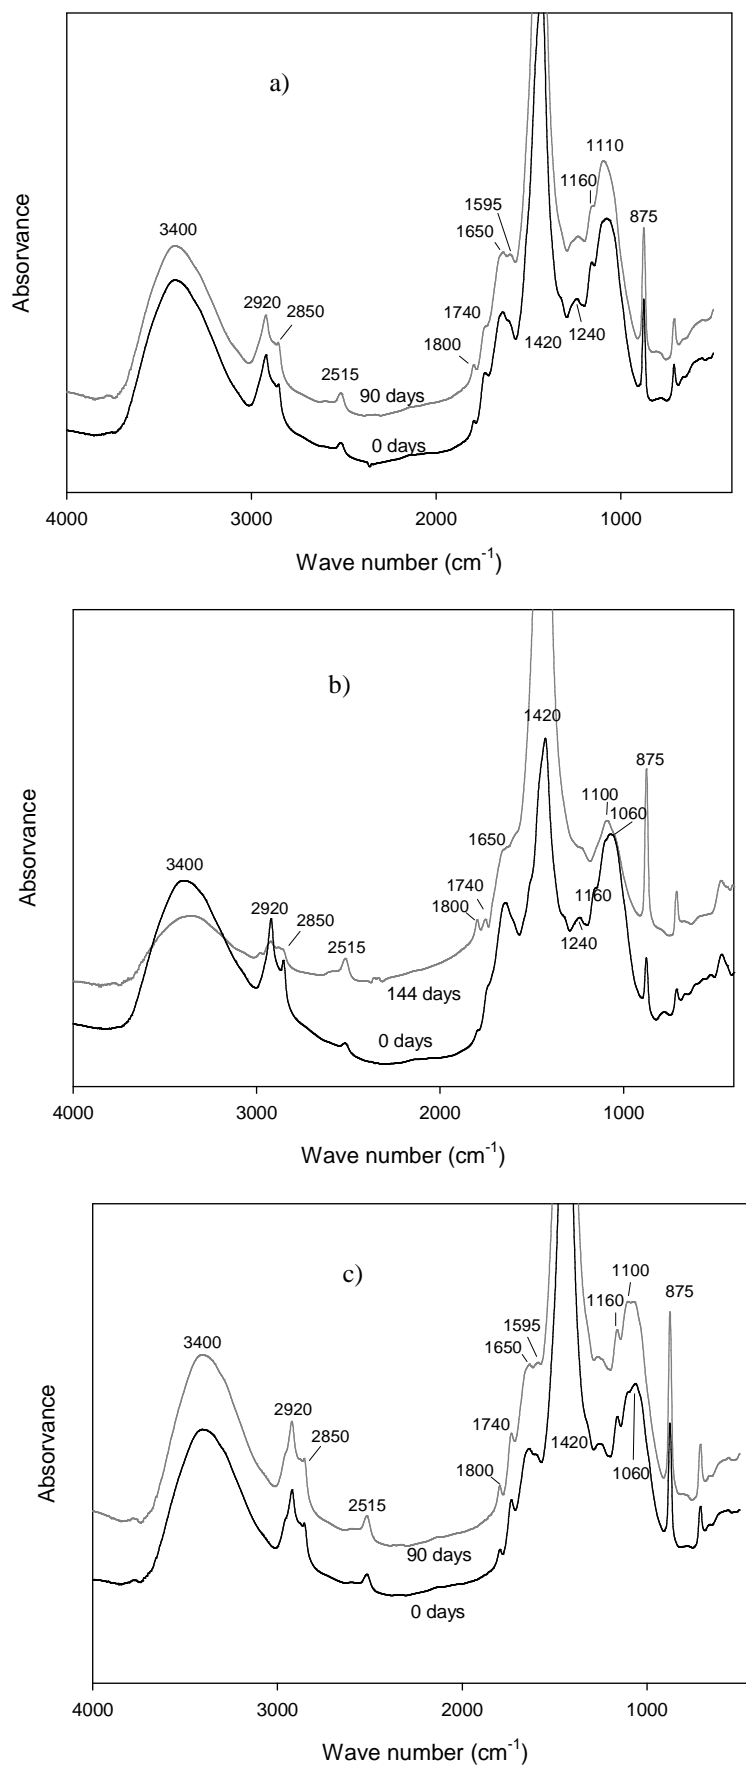 a)
Absorvance
3400
2920
2850
2515
90 days
0 days
1800
1740
1650
1595
1420
1240
1160
1110
875
4000 3000 2000 1000
Wave number (cm-1)
b)
Absorvance
3400
2920
2850
2515
144 days
0 days
1800
1740
1650
1420
1240
1160
1100
1060
875
4000 3000 2000 1000
Wave number (cm-1)
c)
Absorvance
3400
2920
2850
2515
90 days
0 days
1800
1740
1650
1595
1420
1160
1100
1060
875
4000 3000 2000 1000
Wave number (cm-1)